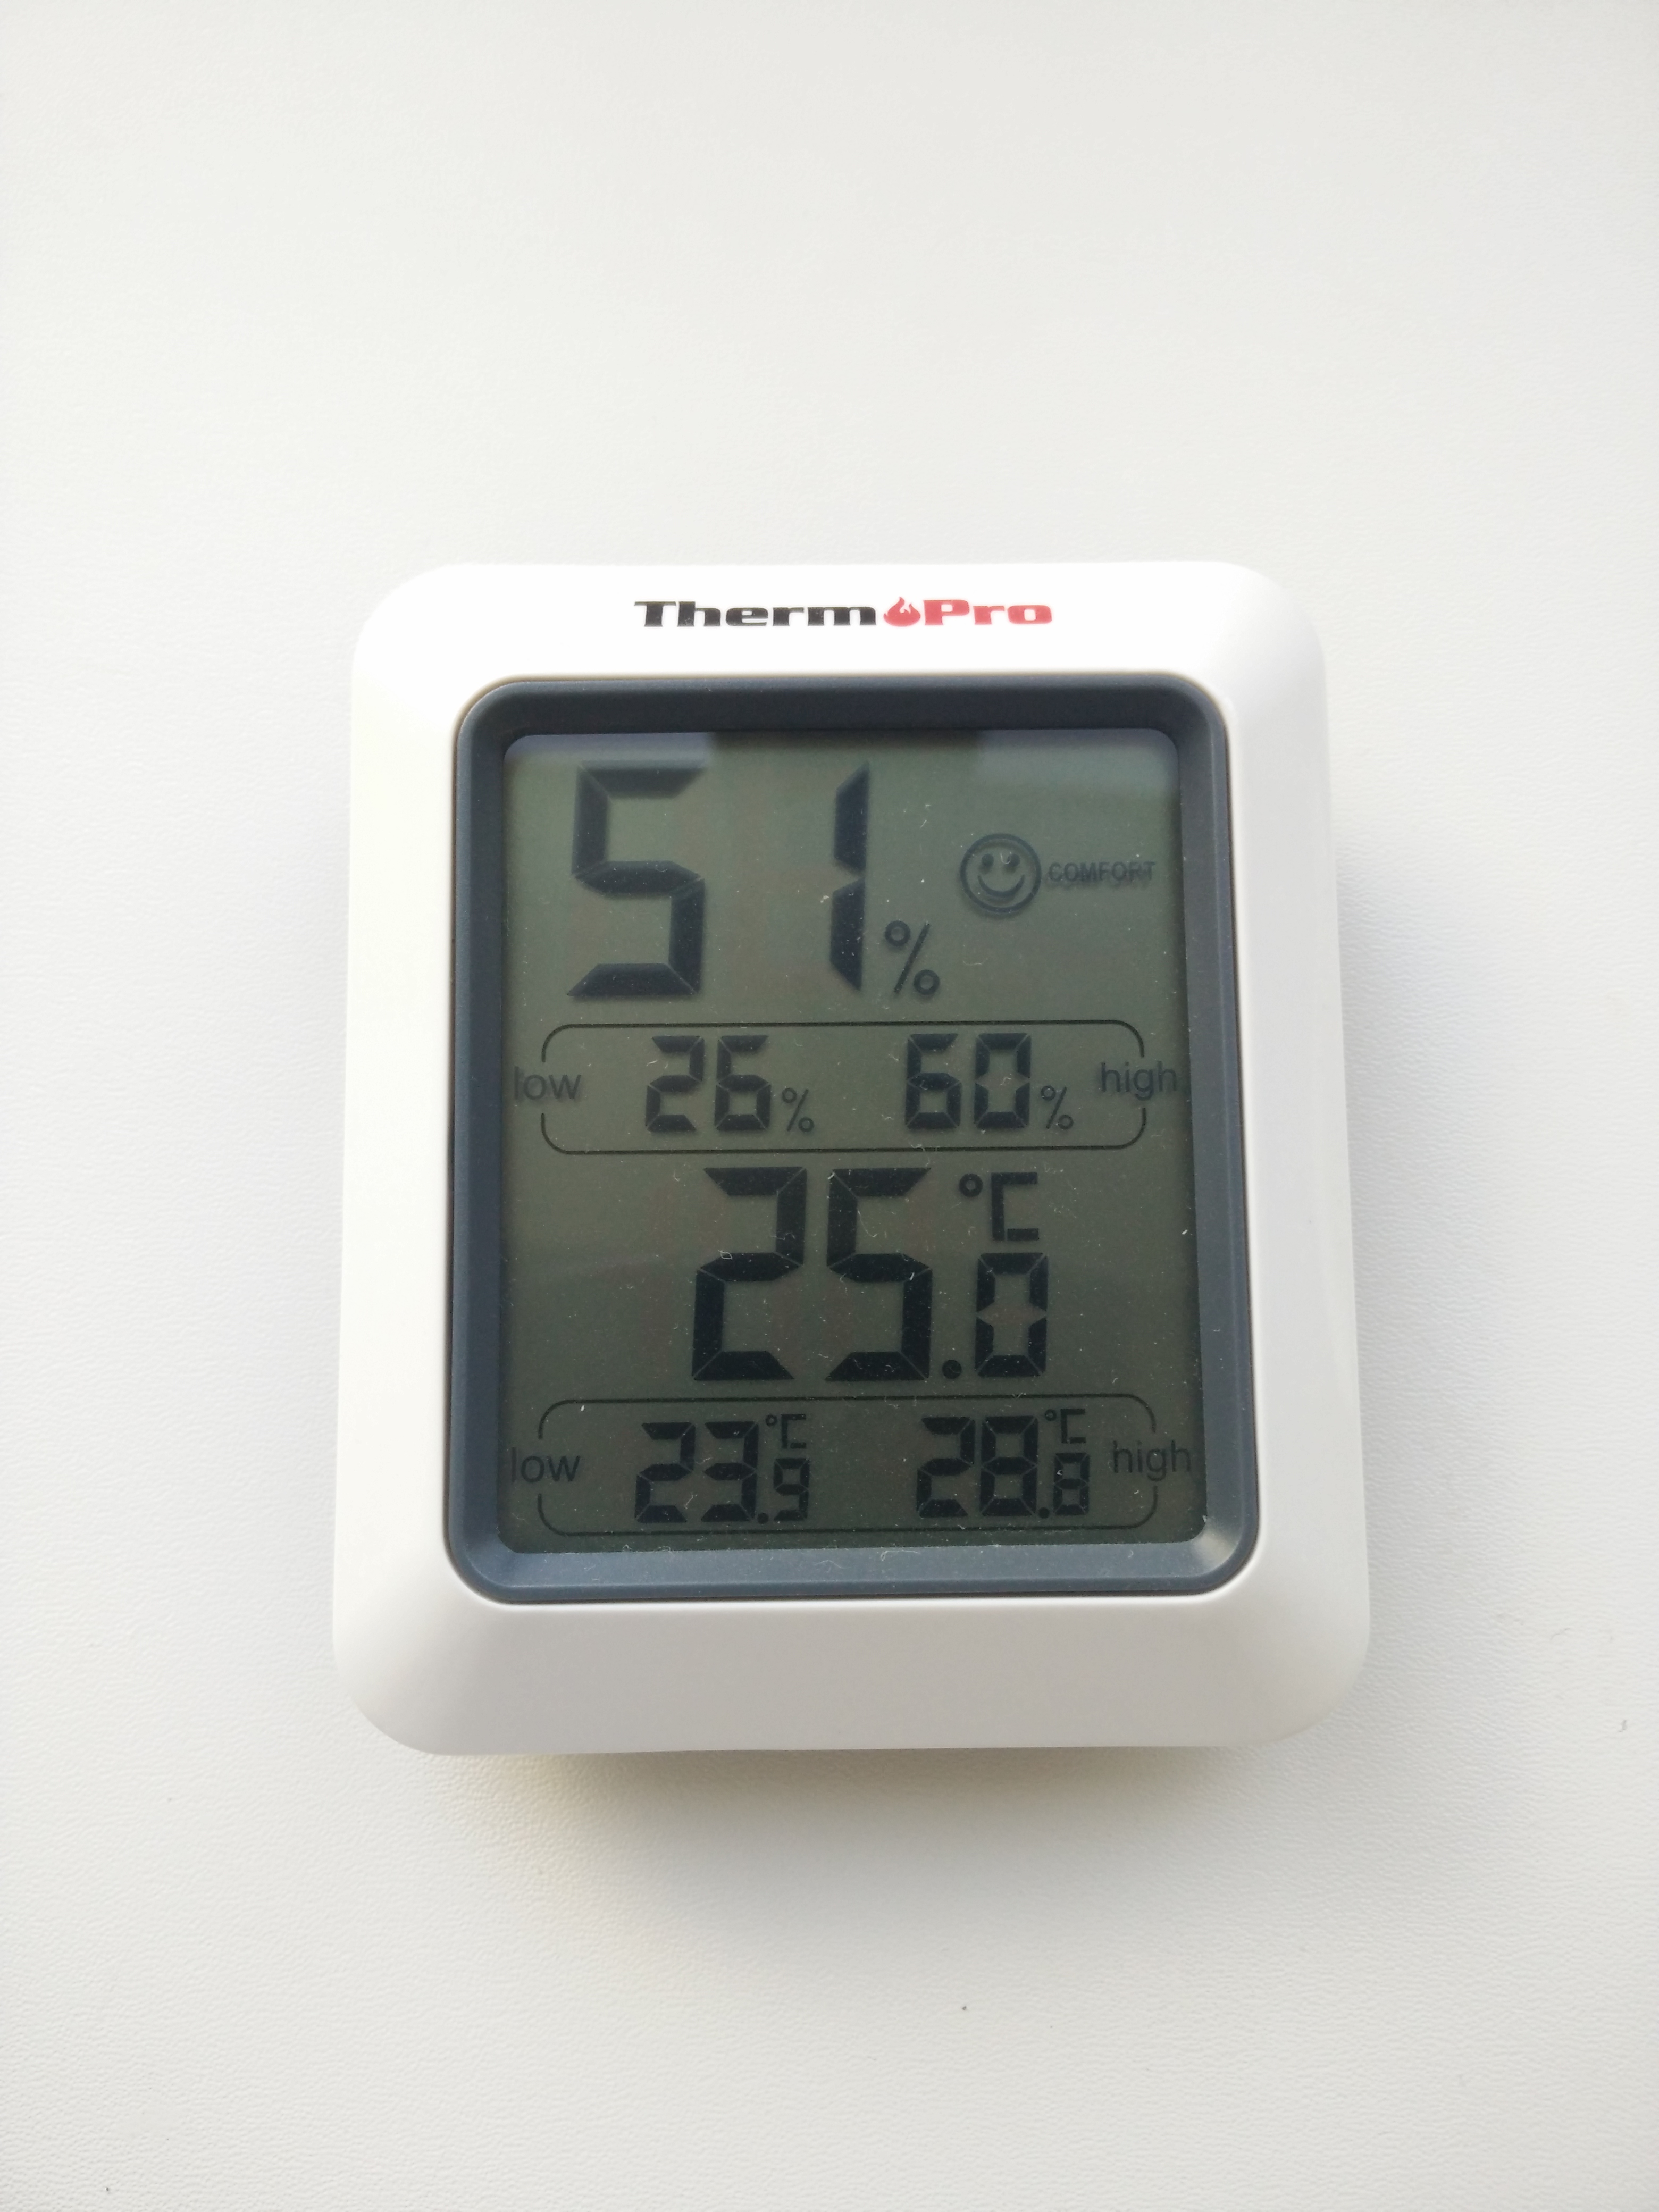 ThermoPro
51% COMFORT
low 26% 60% high
25.0°C
low 23.9°C 28.8°C high